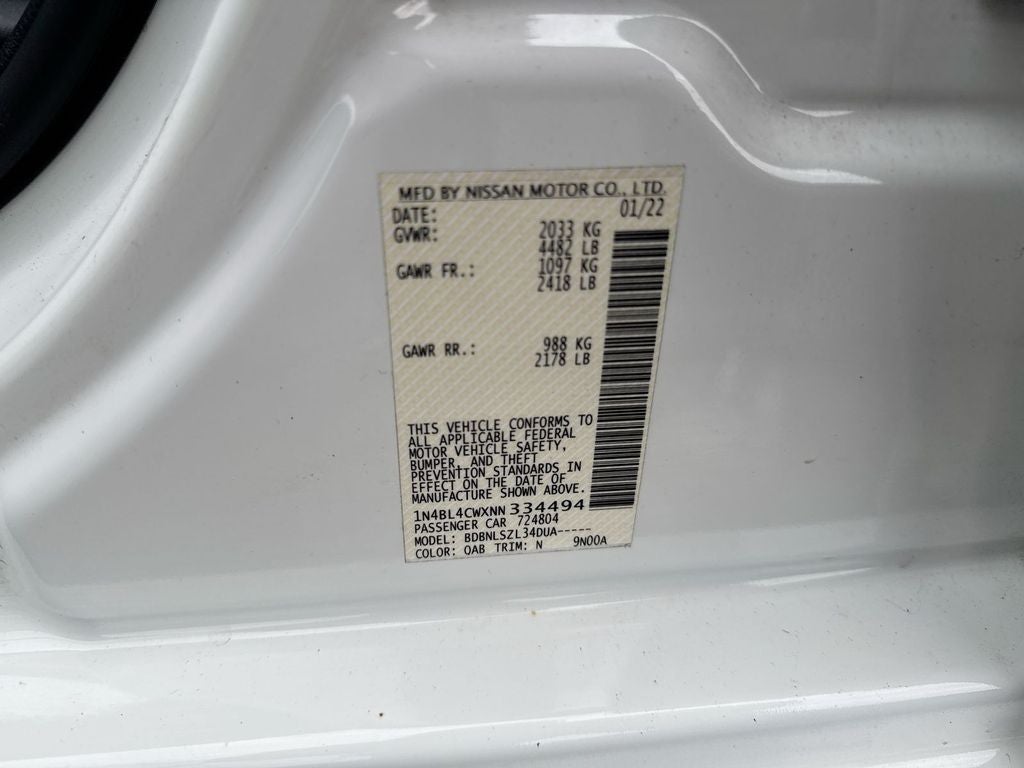 MFD BY NISSAN MOTOR CO., LTD.
DATE: 01/22
GVWR: 2033 KG
4482 LB
GAWR FR.: 1097 KG
2418 LB
GAWR RR.: 988 KG
2178 LB
THIS VEHICLE CONFORMS TO
ALL APPLICABLE FEDERAL
MOTOR VEHICLE SAFETY,
BUMPER, AND THEFT
PREVENTION STANDARDS IN
EFFECT ON THE DATE OF
MANUFACTURE SHOWN ABOVE.
1N4BL4CWXNN334494
PASSENGER CAR 724804
MODEL: BDBNLSZL34DUA-----
COLOR: QAB TRIM: N 9N00A